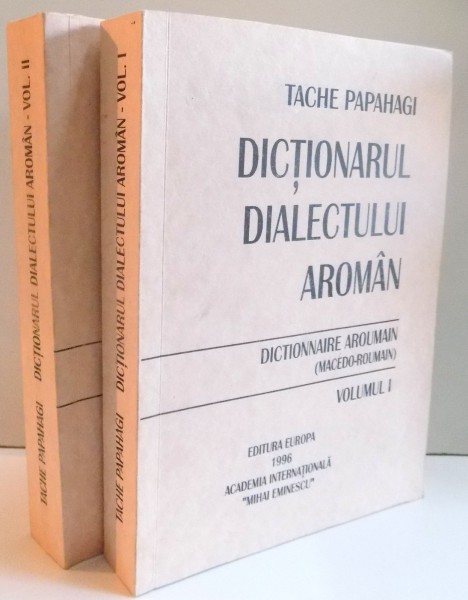 TACHE PAPAHAGI DICȚIONARUL DIALECTULUI AROMÂN - VOL. II
TACHE PAPAHAGI DICȚIONARUL DIALECTULUI AROMÂN - VOL. I
TACHE PAPAHAGI
DICȚIONARUL
DIALECTULUI
AROMÂN
DICTIONNAIRE AROUMAIN
(MACÉDO-ROUMAIN)
VOLUMUL I
EDITURA EUROPA
1996
ACADEMIA INTERNAȚIONALĂ
"MIHAI EMINESCU"